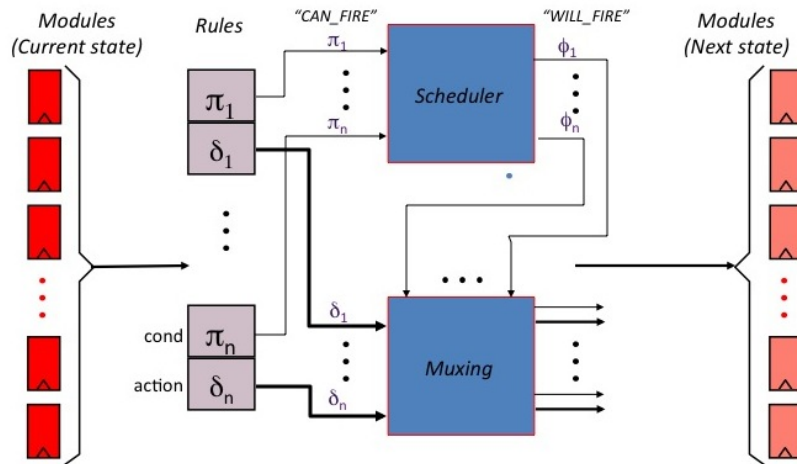 Modules
(Current state)
Rules
“CAN_FIRE”
“WILL_FIRE”
Modules
(Next state)
π1
πn
Scheduler
ϕ1
ϕn
π1
δ1
cond
πn
action
δn
δ1
δn
Muxing